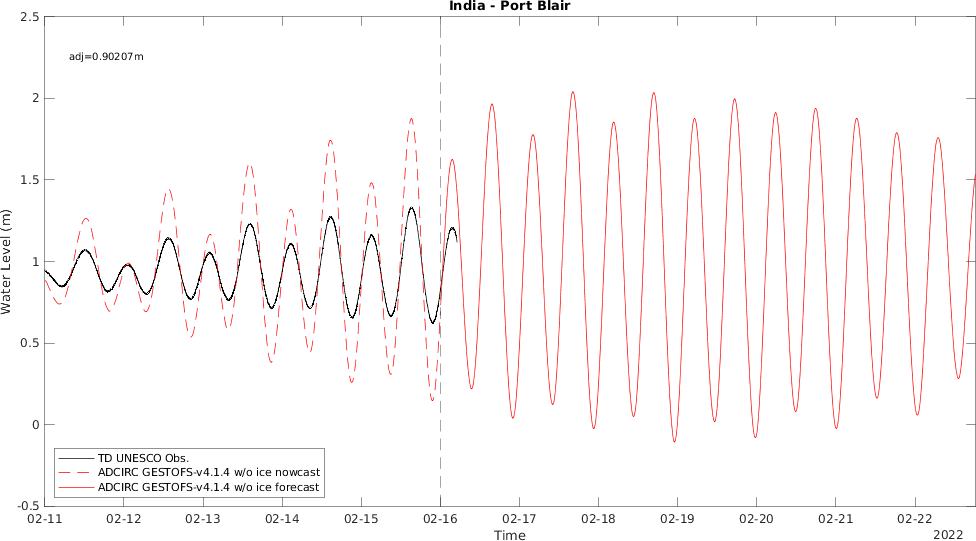 India - Port Blair
2.5
adj=0.90207m
2
1.5
1
0.5
0
-0.5
Water Level (m)
TD UNESCO Obs.
ADCIRC GESTOFS-v4.1.4 w/o ice nowcast
ADCIRC GESTOFS-v4.1.4 w/o ice forecast
02-11 02-12 02-13 02-14 02-15 02-16 02-17 02-18 02-19 02-20 02-21 02-22
Time
2022